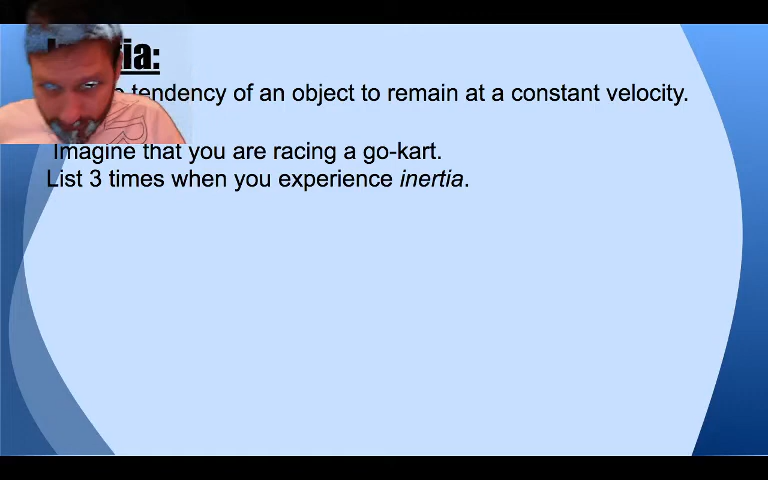 ia:
tendency of an object to remain at a constant velocity.
Imagine that you are racing a go-kart.
List 3 times when you experience inertia.